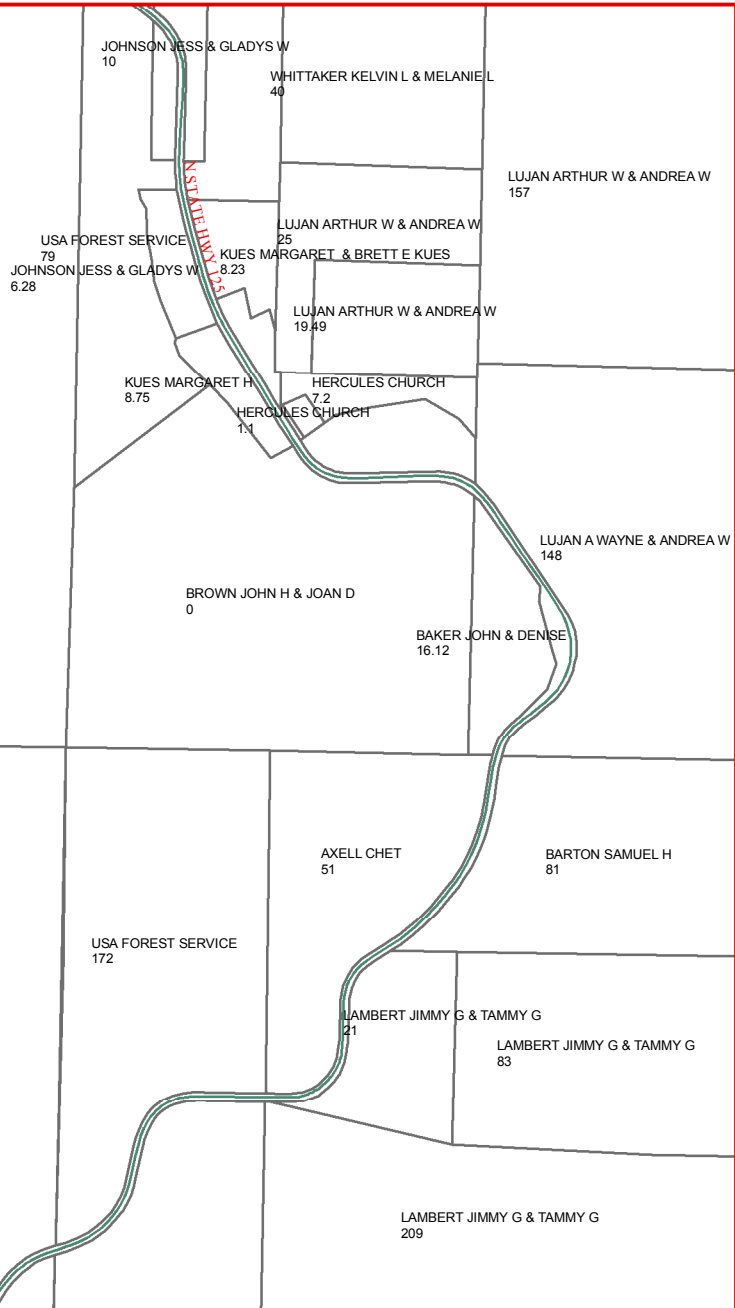 JOHNSON JESS & GLADYS W
10
WHITTAKER KELVIN L & MELANIE L
40
LUJAN ARTHUR W & ANDREA W
157
N STATE HWY 125
LUJAN ARTHUR W & ANDREA W
25
USA FOREST SERVICE
79
KUES MARGARET & BRETT E KUES
8.23
JOHNSON JESS & GLADYS W
6.28
LUJAN ARTHUR W & ANDREA W
19.49
KUES MARGARET H
8.75
HERCULES CHURCH
7.2
HERCULES CHURCH
1.1
LUJAN A WAYNE & ANDREA W
148
BROWN JOHN H & JOAN D
0
BAKER JOHN & DENISE
16.12
AXELL CHET
51
BARTON SAMUEL H
81
USA FOREST SERVICE
172
LAMBERT JIMMY G & TAMMY G
21
LAMBERT JIMMY G & TAMMY G
83
LAMBERT JIMMY G & TAMMY G
209